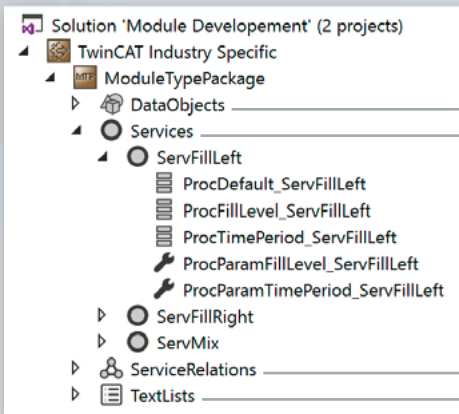 Solution 'Module Developement' (2 projects)
TwinCAT Industry Specific
MTP ModuleTypePackage
DataObjects
Services
ServFillLeft
ProcDefault_ServFillLeft
ProcFillLevel_ServFillLeft
ProcTimePeriod_ServFillLeft
ProcParamFillLevel_ServFillLeft
ProcParamTimePeriod_ServFillLeft
ServFillRight
ServMix
ServiceRelations
TextLists